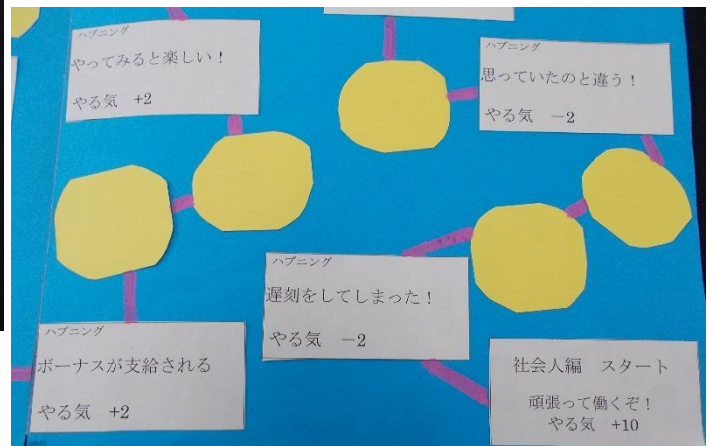 ハプニング
やってみると楽しい！
やる気　+2
ハプニング
思っていたのと違う！
やる気　－2
ハプニング
遅刻をしてしまった！
やる気　－2
ハプニング
ボーナスが支給される
やる気　+2
社会人編　スタート
頑張って働くぞ！
やる気　+10